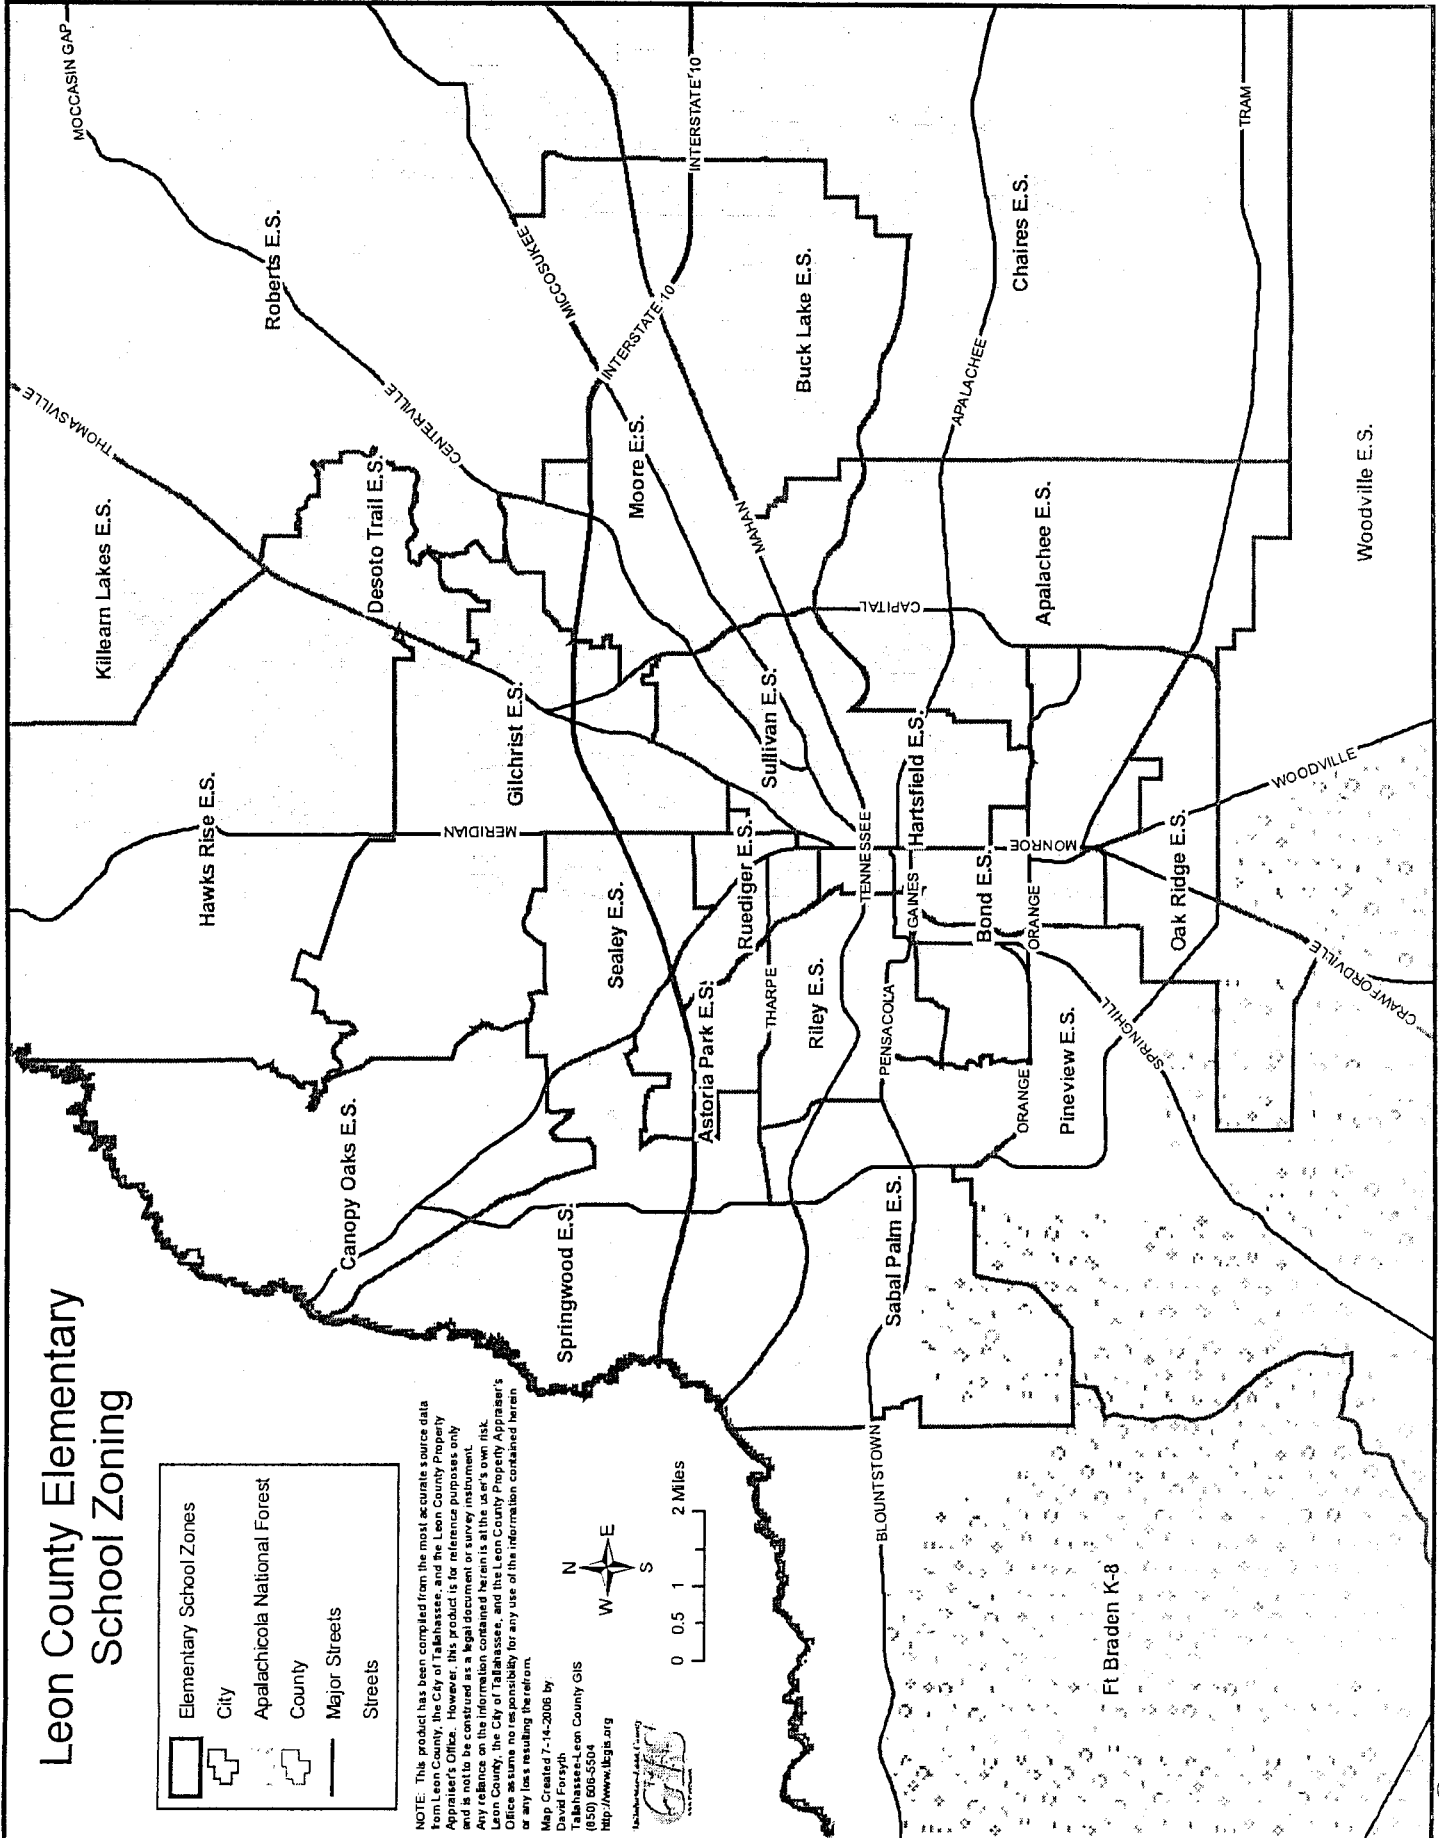 Leon County Elementary
School Zoning
Elementary School Zones
City
Apalachicola National Forest
County
Major Streets
Streets
NOTE: This product has been compiled from the most accurate source data
from Leon County, the City of Tallahassee, and the Leon County Property
Appraiser's Office. However, this product is for reference purposes only
and is not to be construed as a legal document or survey instrument.
Any reliance on the information contained herein is at the user's own risk.
Leon County, the City of Tallahassee, and the Leon County Property Appraiser's
Office assume no responsibility for any use of the information contained herein
or any loss resulting therefrom.
Map Created 7-14-2006 by:
David Forsyth
Tallahassee-Leon County GIS
(850) 606-5504
http://www.tlcgis.org
GIS
N
W
E
S
0 0.5 1 2 Miles
MOCCASIN GAP
THOMASVILLE
Roberts E.S.
Killearn Lakes E.S.
Hawks Rise E.S.
CENTERVILLE
Desoto Trail E.S.
Canopy Oaks E.S.
MERIDIAN
Gilchrist E.S.
MICCOSUKEE
INTERSTATE 10
INTERSTATE 10
Moore E.S.
Sealey E.S.
Springwood E.S.
Buck Lake E.S.
MAHAN
Sullivan E.S.
Ruediger E.S.
Astoria Park E.S.
THARPE
Riley E.S.
TENNESSEE
CAPITAL
Hartsfield E.S.
GAINES
PENSACOLA
Sabal Palm E.S.
BLOUNTSTOWN
APALACHEE
Chaires E.S.
Apalachee E.S.
Bond E.S.
MONROE
ORANGE
ORANGE
Pineview E.S.
SPRINGHILL
Ft Braden K-8
TRAM
Oak Ridge E.S.
WOODVILLE
CRAWFORDVILLE
Woodville E.S.